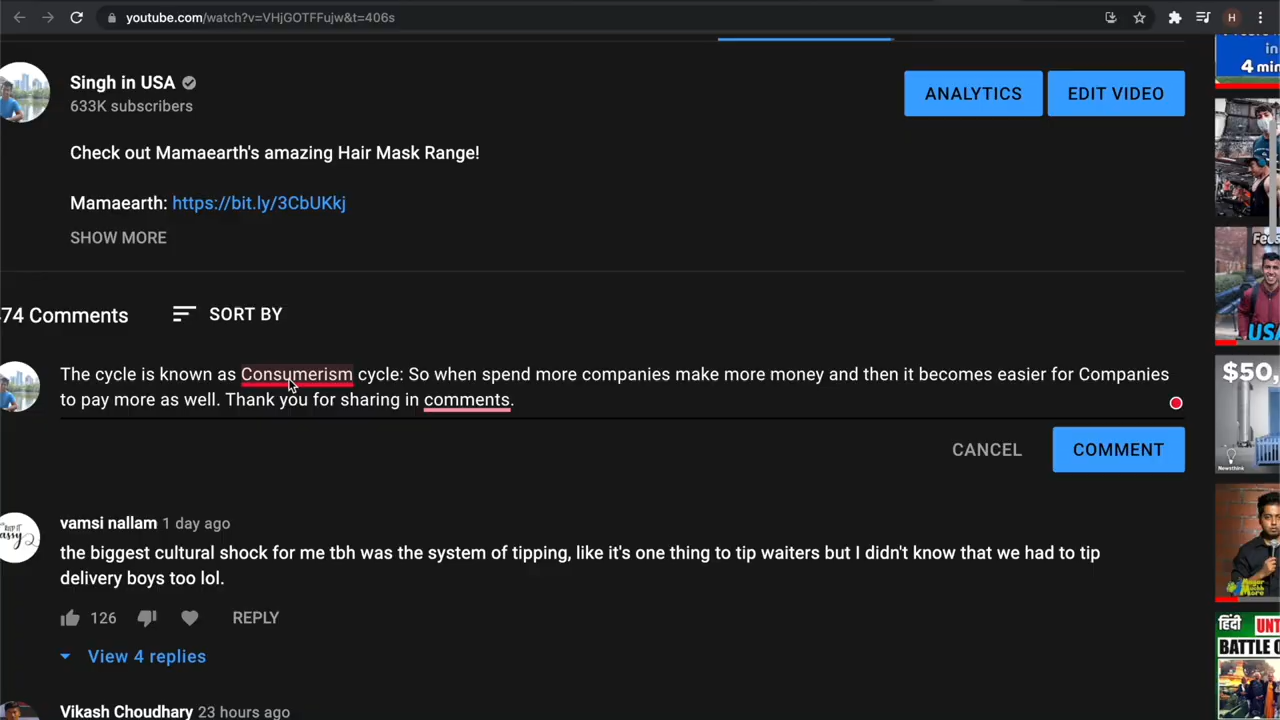 youtube.com/watch?v=VHjGOTFFujw&t=406s
H
Singh in USA
633K subscribers
ANALYTICS
EDIT VIDEO
Check out Mamaearth's amazing Hair Mask Range!
Mamaearth: https://bit.ly/3CbUKkj
SHOW MORE
74 Comments
SORT BY
The cycle is known as Consumerism cycle: So when spend more companies make more money and then it becomes easier for Companies
to pay more as well. Thank you for sharing in comments.
CANCEL
COMMENT
vamsi nallam 1 day ago
the biggest cultural shock for me tbh was the system of tipping, like it's one thing to tip waiters but I didn't know that we had to tip
delivery boys too lol.
126
REPLY
View 4 replies
Vikash Choudhary 23 hours ago
in
4 min
USA
$50,
Newsthink
हिंदी
BATTLE